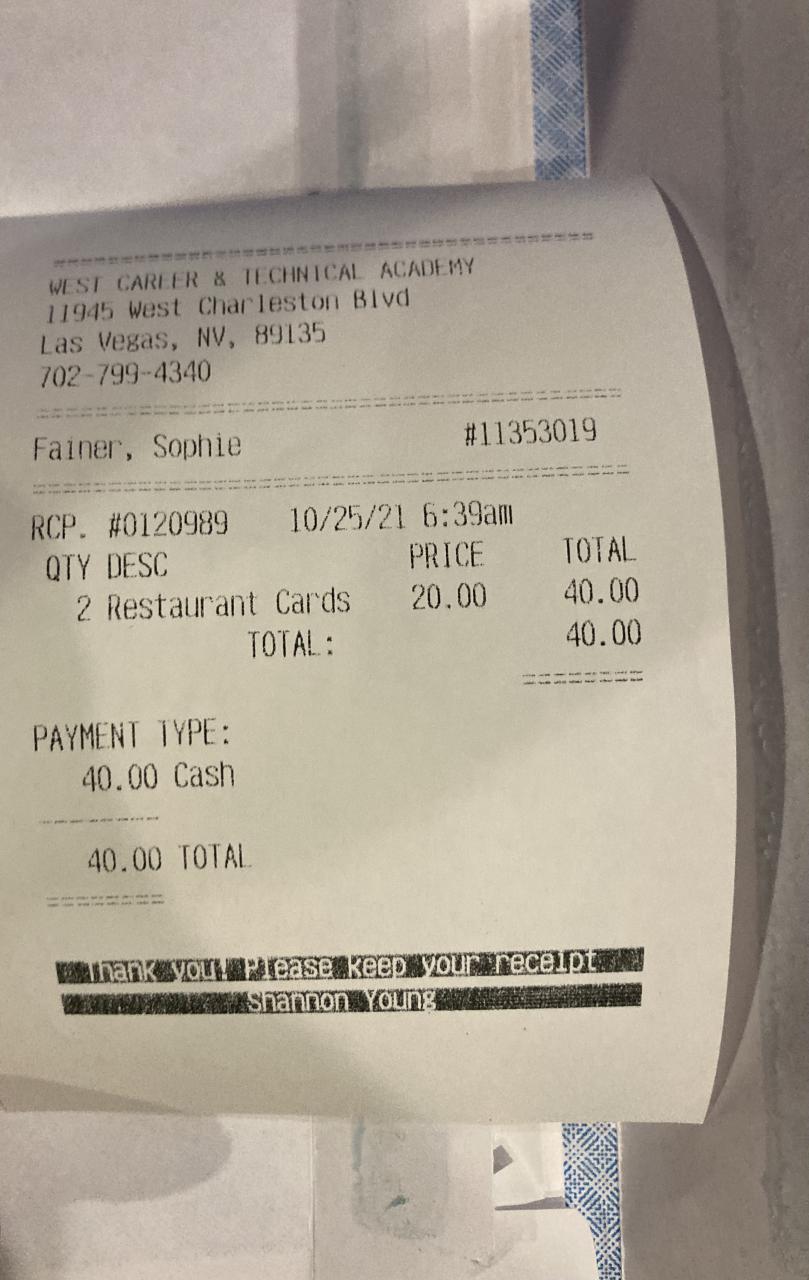 WEST CAREER & TECHNICAL ACADEMY
11945 West Charleston Blvd
Las Vegas, NV, 89135
702-799-4340
Fainer, Sophie #11353019
RCP. #0120989 10/25/21 6:39am
QTY DESC PRICE TOTAL
2 Restaurant Cards 20.00 40.00
TOTAL: 40.00
PAYMENT TYPE:
40.00 Cash
40.00 TOTAL
Thank you! Please keep your receipt
Shannon Young